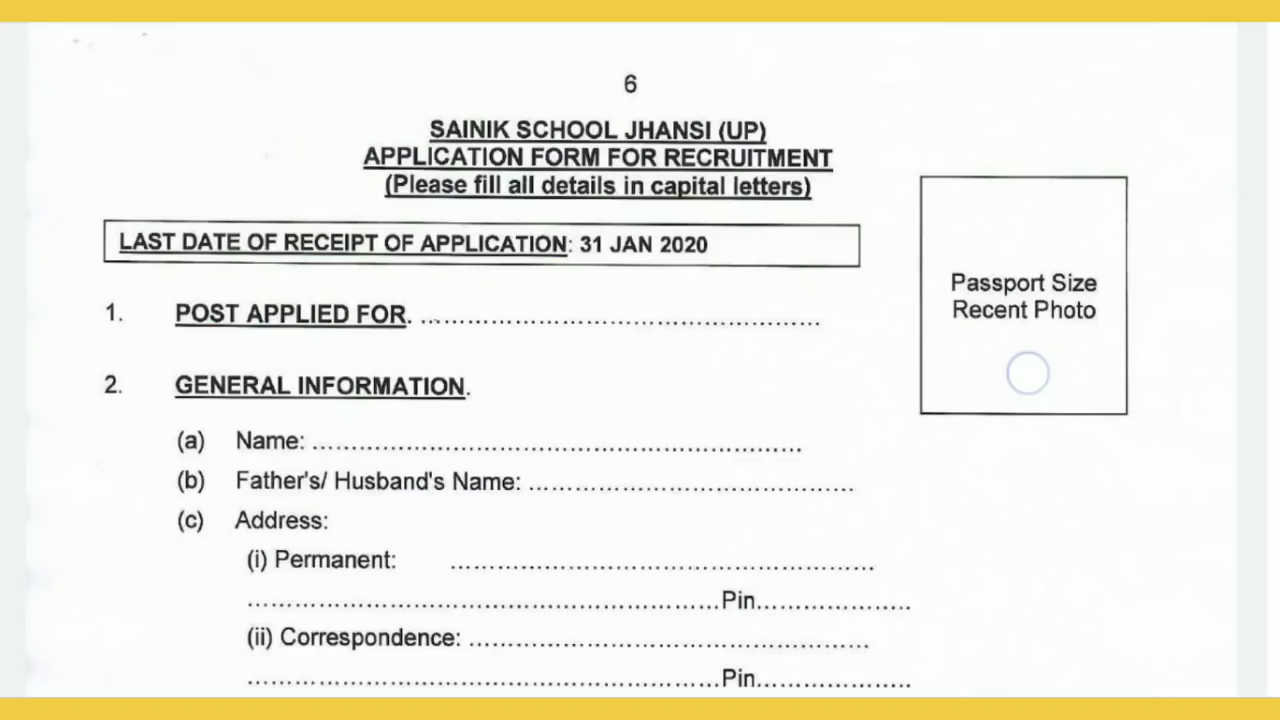 6
SAINIK SCHOOL JHANSI (UP)
APPLICATION FORM FOR RECRUITMENT
(Please fill all details in capital letters)
LAST DATE OF RECEIPT OF APPLICATION: 31 JAN 2020
Passport Size
Recent Photo
1. POST APPLIED FOR. ....................................................
2. GENERAL INFORMATION.
(a) Name: ..............................................................
(b) Father's/ Husband's Name: .........................................
(c) Address:
(i) Permanent: ......................................................
............................................................Pin....................
(ii) Correspondence: ...................................................
............................................................Pin....................